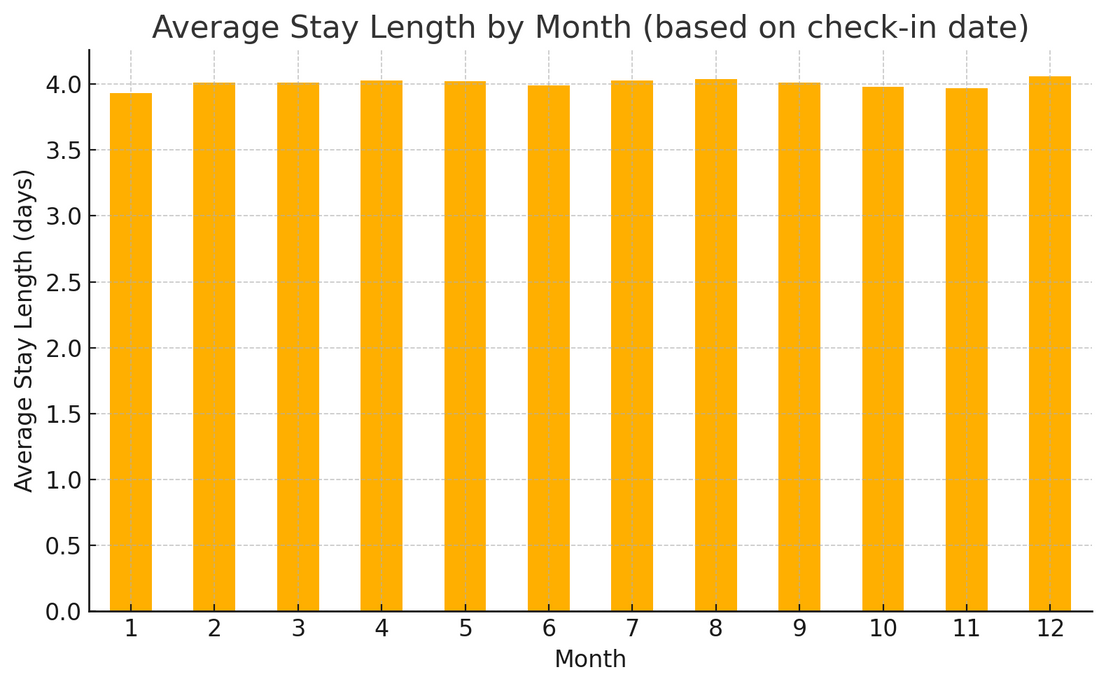 Average Stay Length by Month (based on check-in date)
Average Stay Length (days)
4.0
3.5
3.0
2.5
2.0
1.5
1.0
0.5
0.0
1 2 3 4 5 6 7 8 9 10 11 12
Month